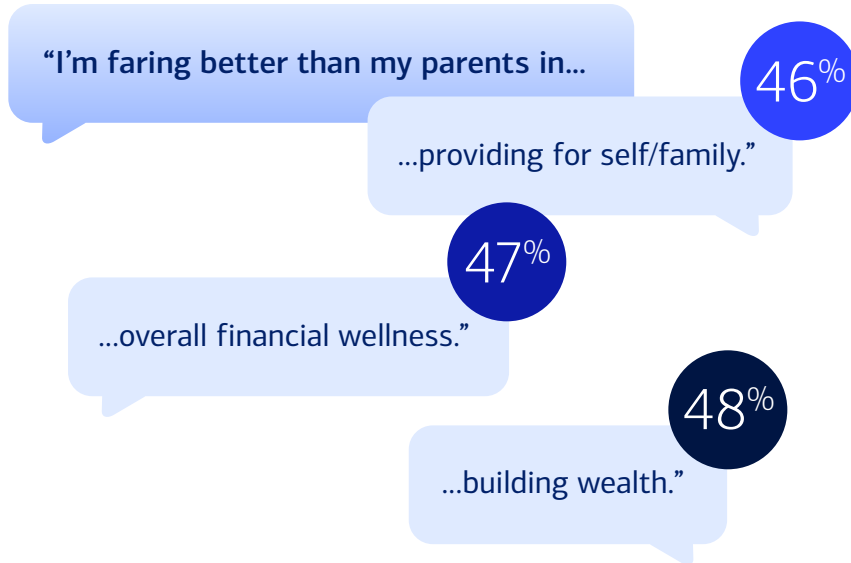 “I’m faring better than my parents in...
46%
...providing for self/family.”
47%
...overall financial wellness.”
48%
...building wealth.”